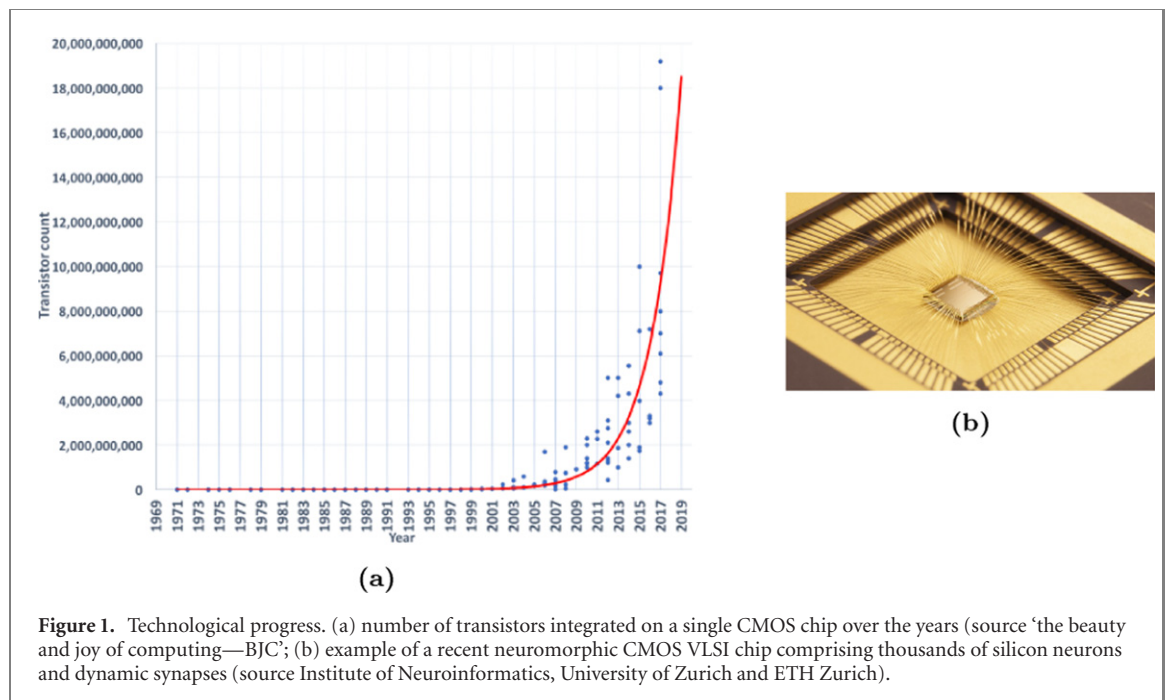 20,000,000,000
18,000,000,000
16,000,000,000
14,000,000,000
12,000,000,000
10,000,000,000
8,000,000,000
6,000,000,000
4,000,000,000
2,000,000,000
0
Transistor count
1969 1971 1973 1975 1977 1979 1981 1983 1985 1987 1989 1991 1993 1995 1997 1999 2001 2003 2005 2007 2009 2011 2013 2015 2017 2019
Year
(a)
(b)
Figure 1. Technological progress. (a) number of transistors integrated on a single CMOS chip over the years (source ‘the beauty
and joy of computing—BJC’; (b) example of a recent neuromorphic CMOS VLSI chip comprising thousands of silicon neurons
and dynamic synapses (source Institute of Neuroinformatics, University of Zurich and ETH Zurich).